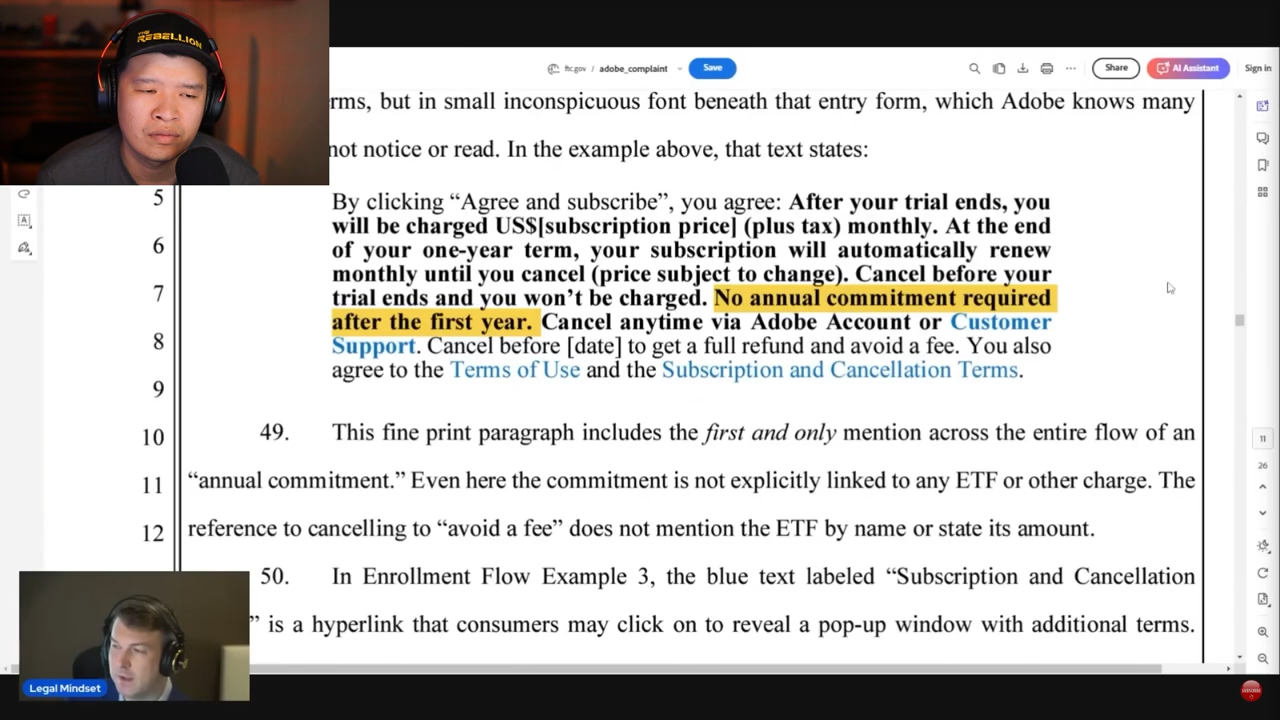 THE
REBELLION
ftc.gov / adobe_complaint
Save
Share
AI Assistant
Sign in
rms, but in small inconspicuous font beneath that entry form, which Adobe knows many
not notice or read. In the example above, that text states:
5
By clicking “Agree and subscribe”, you agree: After your trial ends, you
will be charged US$[subscription price] (plus tax) monthly. At the end
6
of your one-year term, your subscription will automatically renew
monthly until you cancel (price subject to change). Cancel before your
7
trial ends and you won’t be charged. No annual commitment required
after the first year. Cancel anytime via Adobe Account or Customer
8
Support. Cancel before [date] to get a full refund and avoid a fee. You also
agree to the Terms of Use and the Subscription and Cancellation Terms.
9
10 49. This fine print paragraph includes the first and only mention across the entire flow of an
11 “annual commitment.” Even here the commitment is not explicitly linked to any ETF or other charge. The
12 reference to cancelling to “avoid a fee” does not mention the ETF by name or state its amount.
50. In Enrollment Flow Example 3, the blue text labeled “Subscription and Cancellation
” is a hyperlink that consumers may click on to reveal a pop-up window with additional terms.
11
26
Legal Mindset